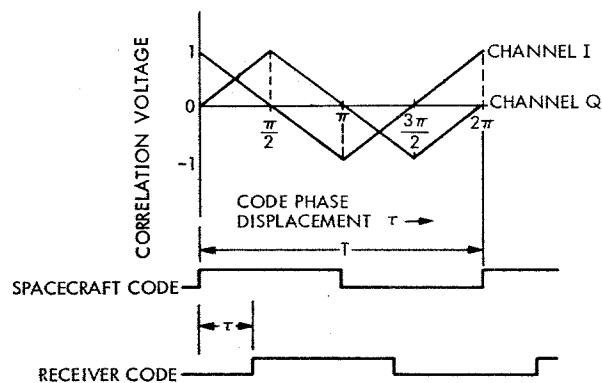 CORRELATION VOLTAGE
1
0
-1
CHANNEL I
CHANNEL Q
π/2
π
3π/2
2π
CODE PHASE
DISPLACEMENT τ →
T
SPACECRAFT CODE
τ
RECEIVER CODE